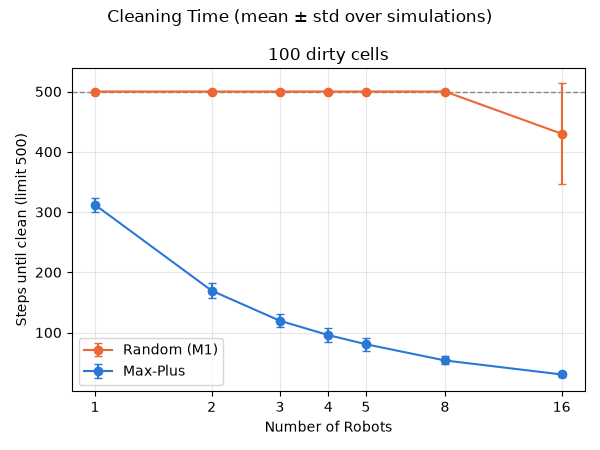 Cleaning Time (mean ± std over simulations)
100 dirty cells
Steps until clean (limit 500)
500
400
300
200
100
Random (M1)
Max-Plus
1 2 3 4 5 8 16
Number of Robots